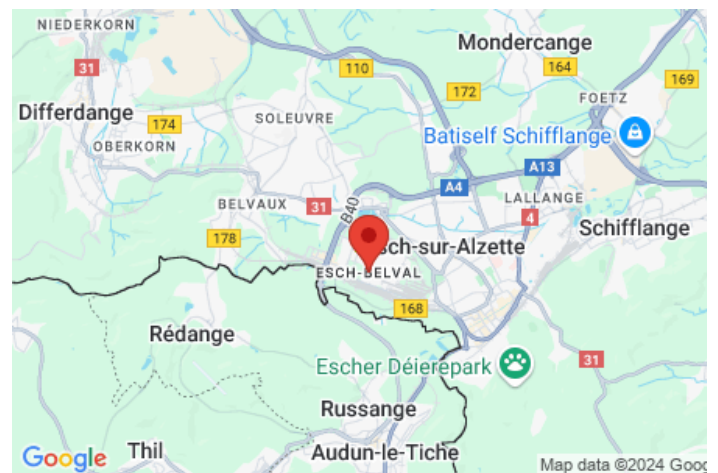 NIEDERKORN
31
Differdange
174
OBERKORN
SOLEUVRE
110
Mondercange
164
172
169
FOETZ
Batiself Schifflange
A13
A4
LALLANGE
4
Schifflange
BELVAUX
31
B40
178
sch-sur-Alzette
ESCH-BELVAL
168
Rédange
Escher Déierepark
31
Russange
Thil
Audun-le-Tiche
Google
Map data ©2024 Goo